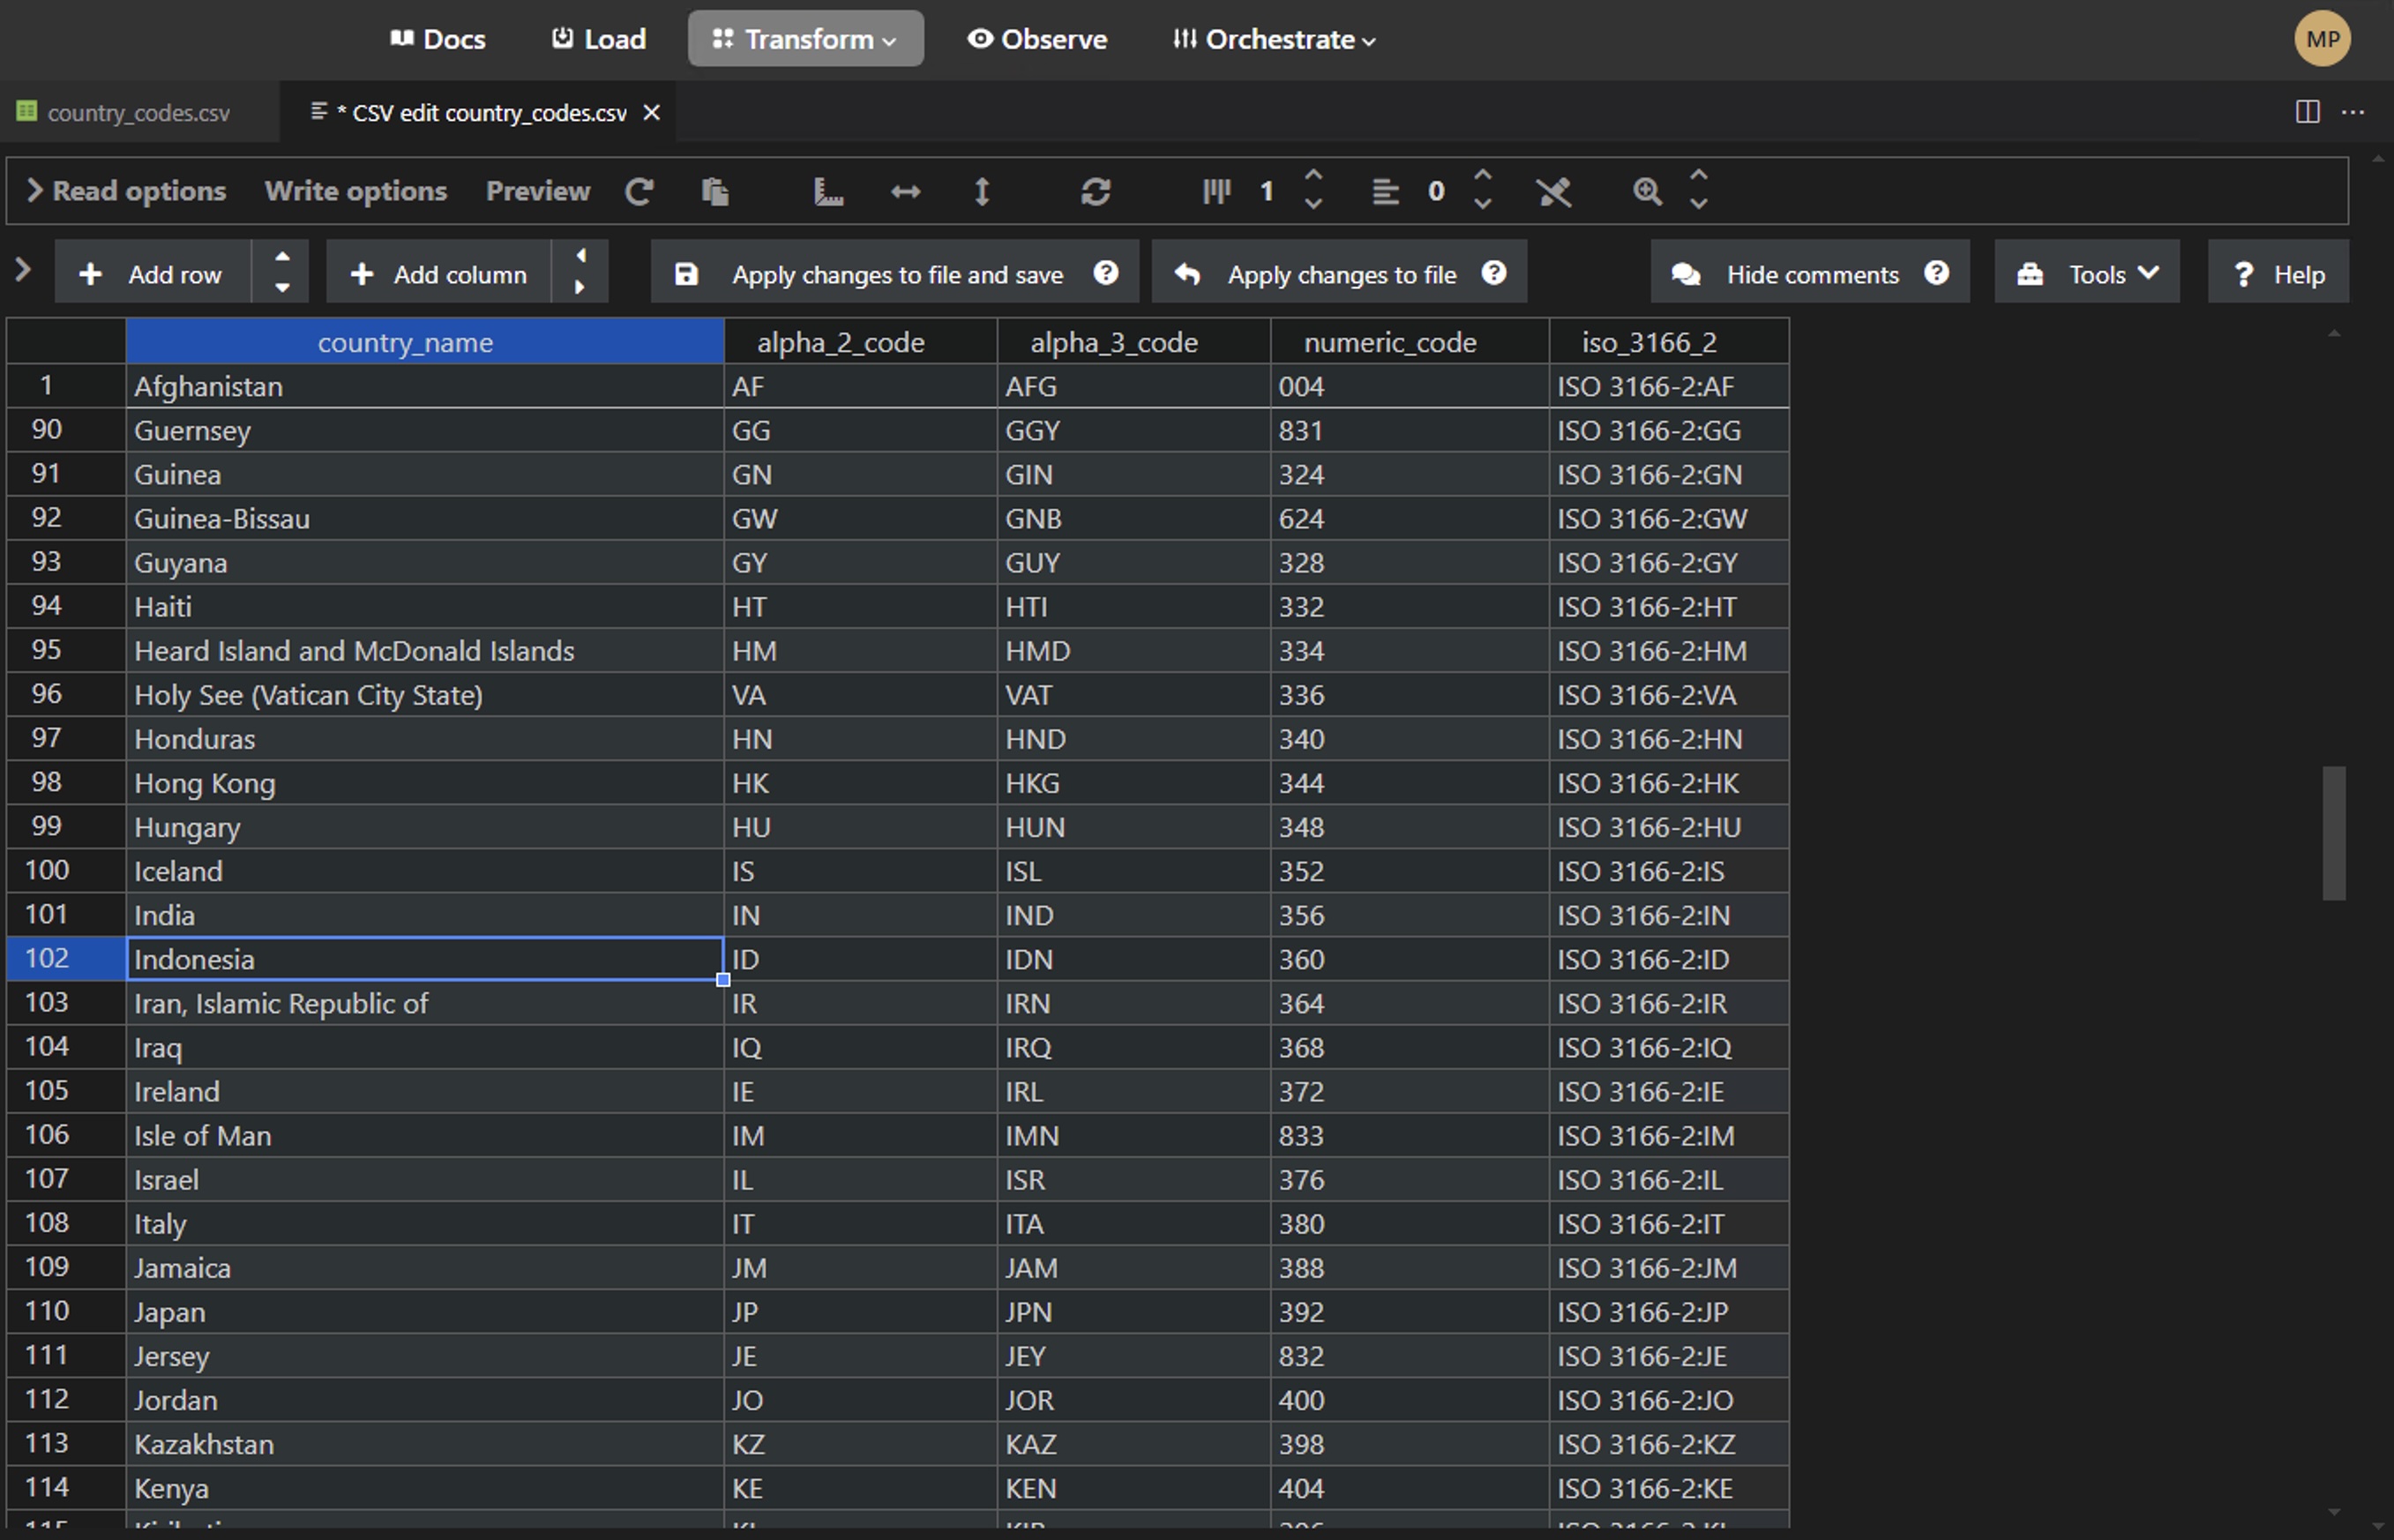 Docs Load Transform Observe Orchestrate MP
country_codes.csv * CSV edit country_codes.csv
Read options Write options Preview 1 0
Add row Add column Apply changes to file and save Apply changes to file Hide comments Tools Help
country_name alpha_2_code alpha_3_code numeric_code iso_3166_2
1 Afghanistan AF AFG 004 ISO 3166-2:AF
90 Guernsey GG GGY 831 ISO 3166-2:GG
91 Guinea GN GIN 324 ISO 3166-2:GN
92 Guinea-Bissau GW GNB 624 ISO 3166-2:GW
93 Guyana GY GUY 328 ISO 3166-2:GY
94 Haiti HT HTI 332 ISO 3166-2:HT
95 Heard Island and McDonald Islands HM HMD 334 ISO 3166-2:HM
96 Holy See (Vatican City State) VA VAT 336 ISO 3166-2:VA
97 Honduras HN HND 340 ISO 3166-2:HN
98 Hong Kong HK HKG 344 ISO 3166-2:HK
99 Hungary HU HUN 348 ISO 3166-2:HU
100 Iceland IS ISL 352 ISO 3166-2:IS
101 India IN IND 356 ISO 3166-2:IN
102 Indonesia ID IDN 360 ISO 3166-2:ID
103 Iran, Islamic Republic of IR IRN 364 ISO 3166-2:IR
104 Iraq IQ IRQ 368 ISO 3166-2:IQ
105 Ireland IE IRL 372 ISO 3166-2:IE
106 Isle of Man IM IMN 833 ISO 3166-2:IM
107 Israel IL ISR 376 ISO 3166-2:IL
108 Italy IT ITA 380 ISO 3166-2:IT
109 Jamaica JM JAM 388 ISO 3166-2:JM
110 Japan JP JPN 392 ISO 3166-2:JP
111 Jersey JE JEY 832 ISO 3166-2:JE
112 Jordan JO JOR 400 ISO 3166-2:JO
113 Kazakhstan KZ KAZ 398 ISO 3166-2:KZ
114 Kenya KE KEN 404 ISO 3166-2:KE